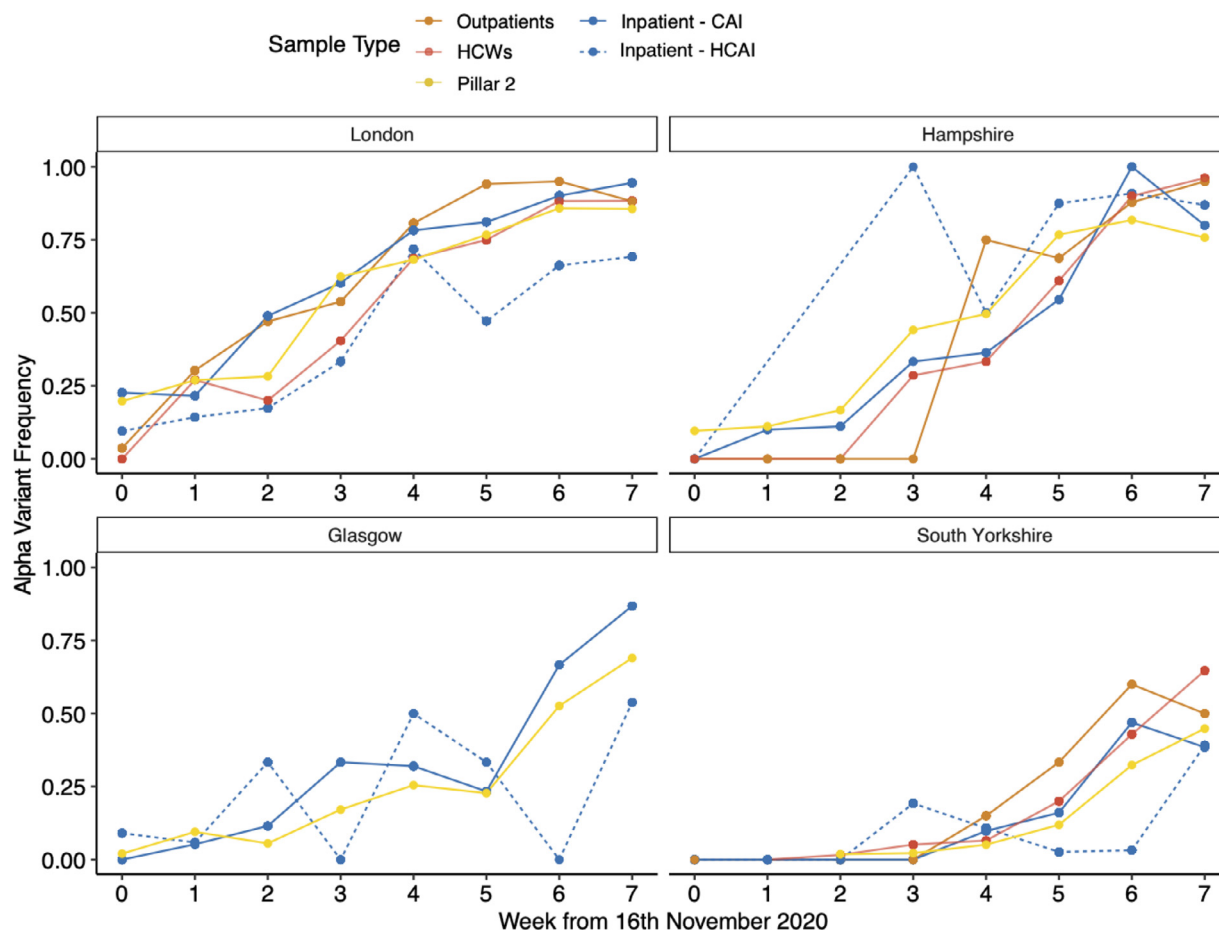 Sample Type
Outpatients
HCWs
Pillar 2
Inpatient - CAI
Inpatient - HCAI
London
Hampshire
1.00
0.75
0.50
0.25
0.00
0 1 2 3 4 5 6 7
0 1 2 3 4 5 6 7
Glasgow
South Yorkshire
1.00
0.75
0.50
0.25
0.00
0 1 2 3 4 5 6 7
0 1 2 3 4 5 6 7
Alpha Variant Frequency
Week from 16th November 2020